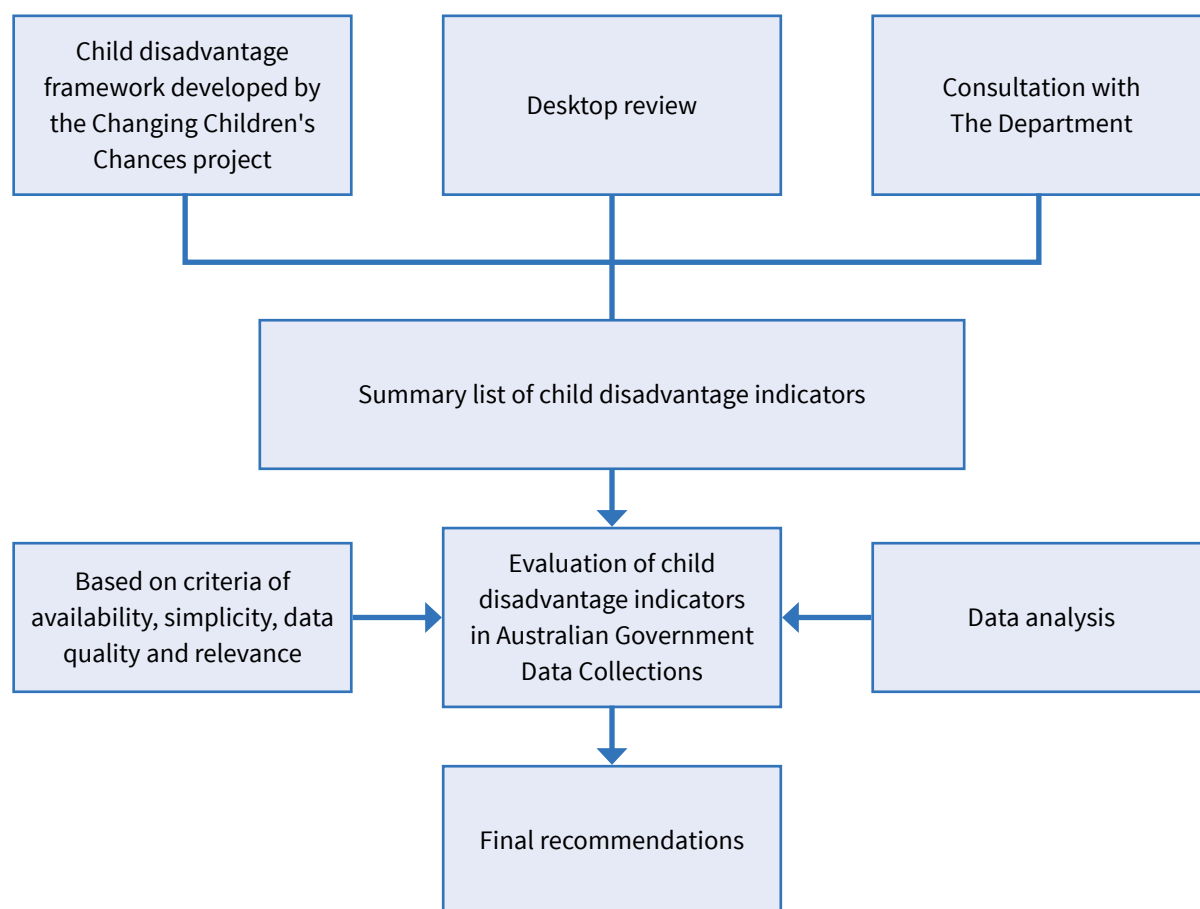 Child disadvantage
framework developed by
the Changing Children's
Chances project
Desktop review
Consultation with
The Department
Summary list of child disadvantage indicators
Based on criteria of
availability, simplicity, data
quality and relevance
Evaluation of child
disadvantage indicators
in Australian Government
Data Collections
Data analysis
Final recommendations